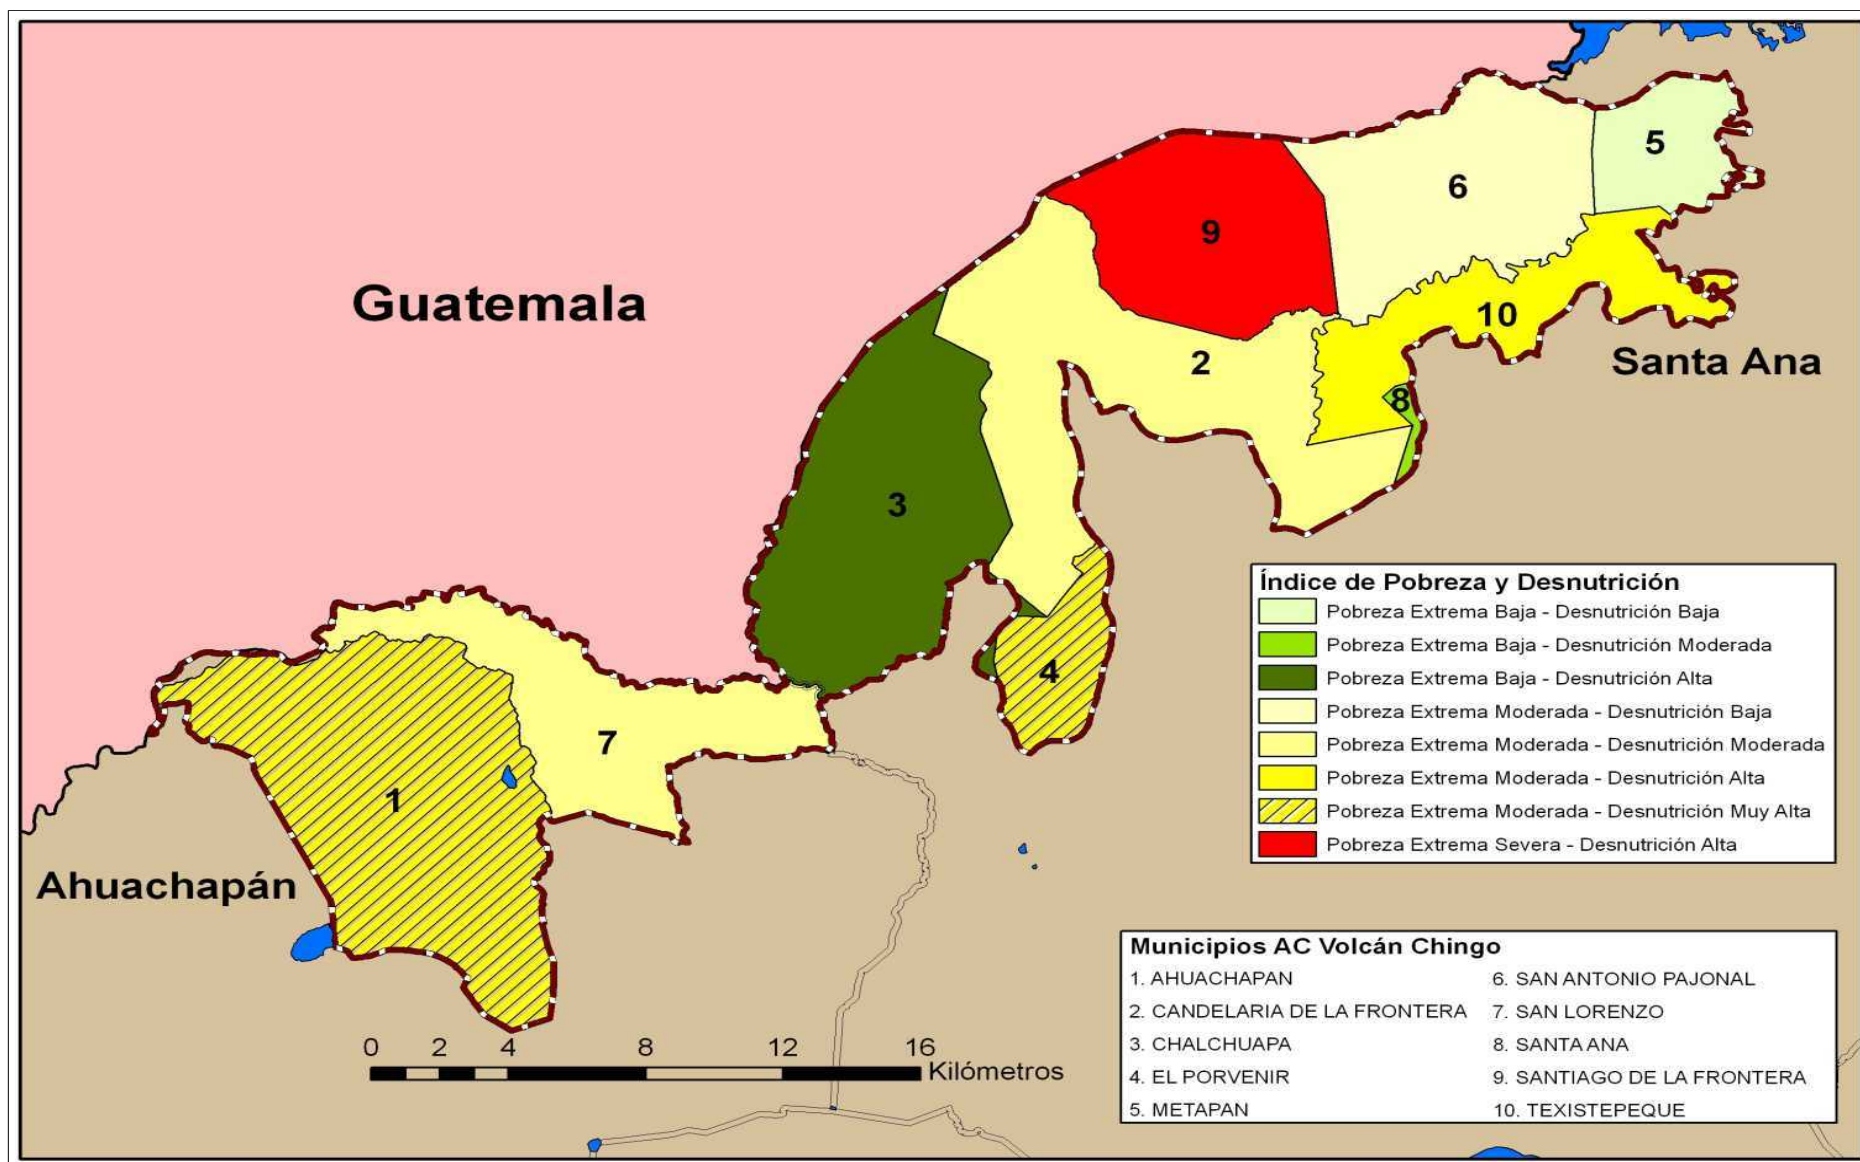 Guatemala
Santa Ana
Ahuachapán
1
2
3
4
5
6
7
8
9
10
Índice de Pobreza y Desnutrición
Pobreza Extrema Baja - Desnutrición Baja
Pobreza Extrema Baja - Desnutrición Moderada
Pobreza Extrema Baja - Desnutrición Alta
Pobreza Extrema Moderada - Desnutrición Baja
Pobreza Extrema Moderada - Desnutrición Moderada
Pobreza Extrema Moderada - Desnutrición Alta
Pobreza Extrema Moderada - Desnutrición Muy Alta
Pobreza Extrema Severa - Desnutrición Alta
Municipios AC Volcán Chingo
1. AHUACHAPAN
2. CANDELARIA DE LA FRONTERA
3. CHALCHUAPA
4. EL PORVENIR
5. METAPAN
6. SAN ANTONIO PAJONAL
7. SAN LORENZO
8. SANTA ANA
9. SANTIAGO DE LA FRONTERA
10. TEXISTEPEQUE
0 2 4 8 12 16
Kilómetros